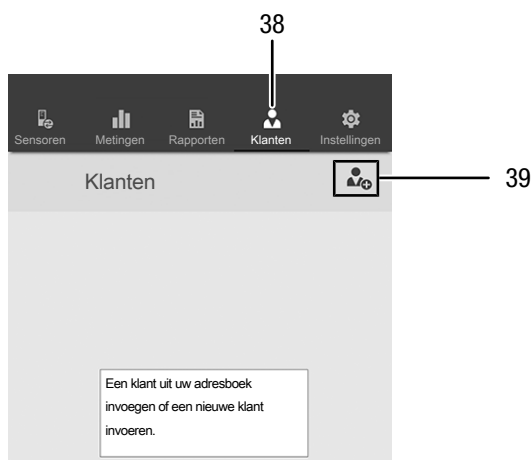 38
Sensoren Metingen Rapporten Klanten Instellingen
Klanten
39
Een klant uit uw adresboek
invoegen of een nieuwe klant
invoeren.